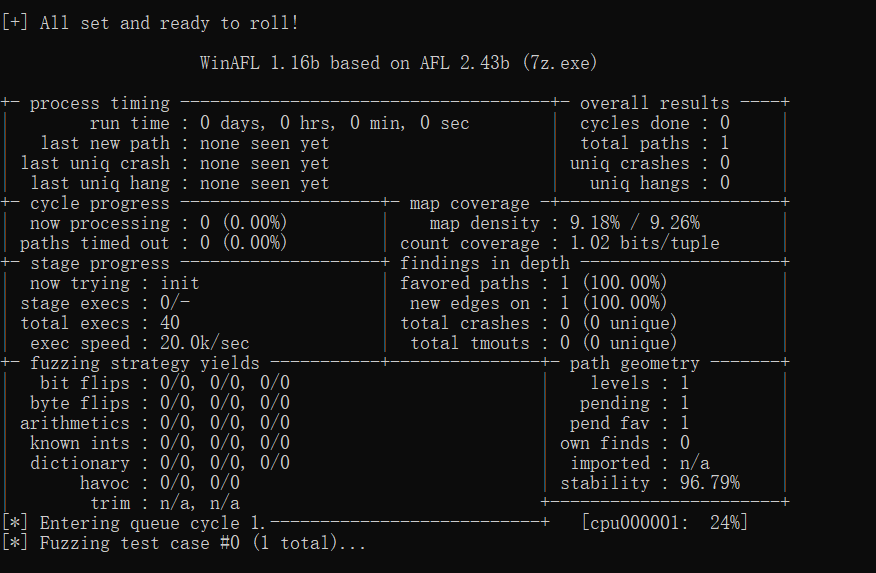 [+] All set and ready to roll!
WinAFL 1.16b based on AFL 2.43b (7z.exe)
+- process timing -------------------------------------+- overall results ----+
|        run time : 0 days, 0 hrs, 0 min, 0 sec        |  cycles done : 0     |
|   last new path : none seen yet                      |  total paths : 1     |
| last uniq crash : none seen yet                      | uniq crashes : 0     |
|  last uniq hang : none seen yet                      |   uniq hangs : 0     |
+- cycle progress --------------------+- map coverage -+----------------------+
|  now processing : 0 (0.00%)         |    map density : 9.18% / 9.26%        |
| paths timed out : 0 (0.00%)         | count coverage : 1.02 bits/tuple      |
+- stage progress --------------------+ findings in depth --------------------+
|  now trying : init                  | favored paths : 1 (100.00%)           |
| stage execs : 0/-                   |  new edges on : 1 (100.00%)           |
| total execs : 40                    | total crashes : 0 (0 unique)          |
|  exec speed : 20.0k/sec             |  total tmouts : 0 (0 unique)          |
+- fuzzing strategy yields -----------+---------------+- path geometry -------+
|   bit flips : 0/0, 0/0, 0/0                         |    levels : 1         |
|  byte flips : 0/0, 0/0, 0/0                         |   pending : 1         |
| arithmetics : 0/0, 0/0, 0/0                         |  pend fav : 1         |
|  known ints : 0/0, 0/0, 0/0                         | own finds : 0         |
|  dictionary : 0/0, 0/0, 0/0                         |  imported : n/a       |
|       havoc : 0/0, 0/0                              | stability : 96.79%    |
|        trim : n/a, n/a                              +-----------------------+
[*] Entering queue cycle 1.---------------------------+   [cpu000001:  24%]
[*] Fuzzing test case #0 (1 total)...